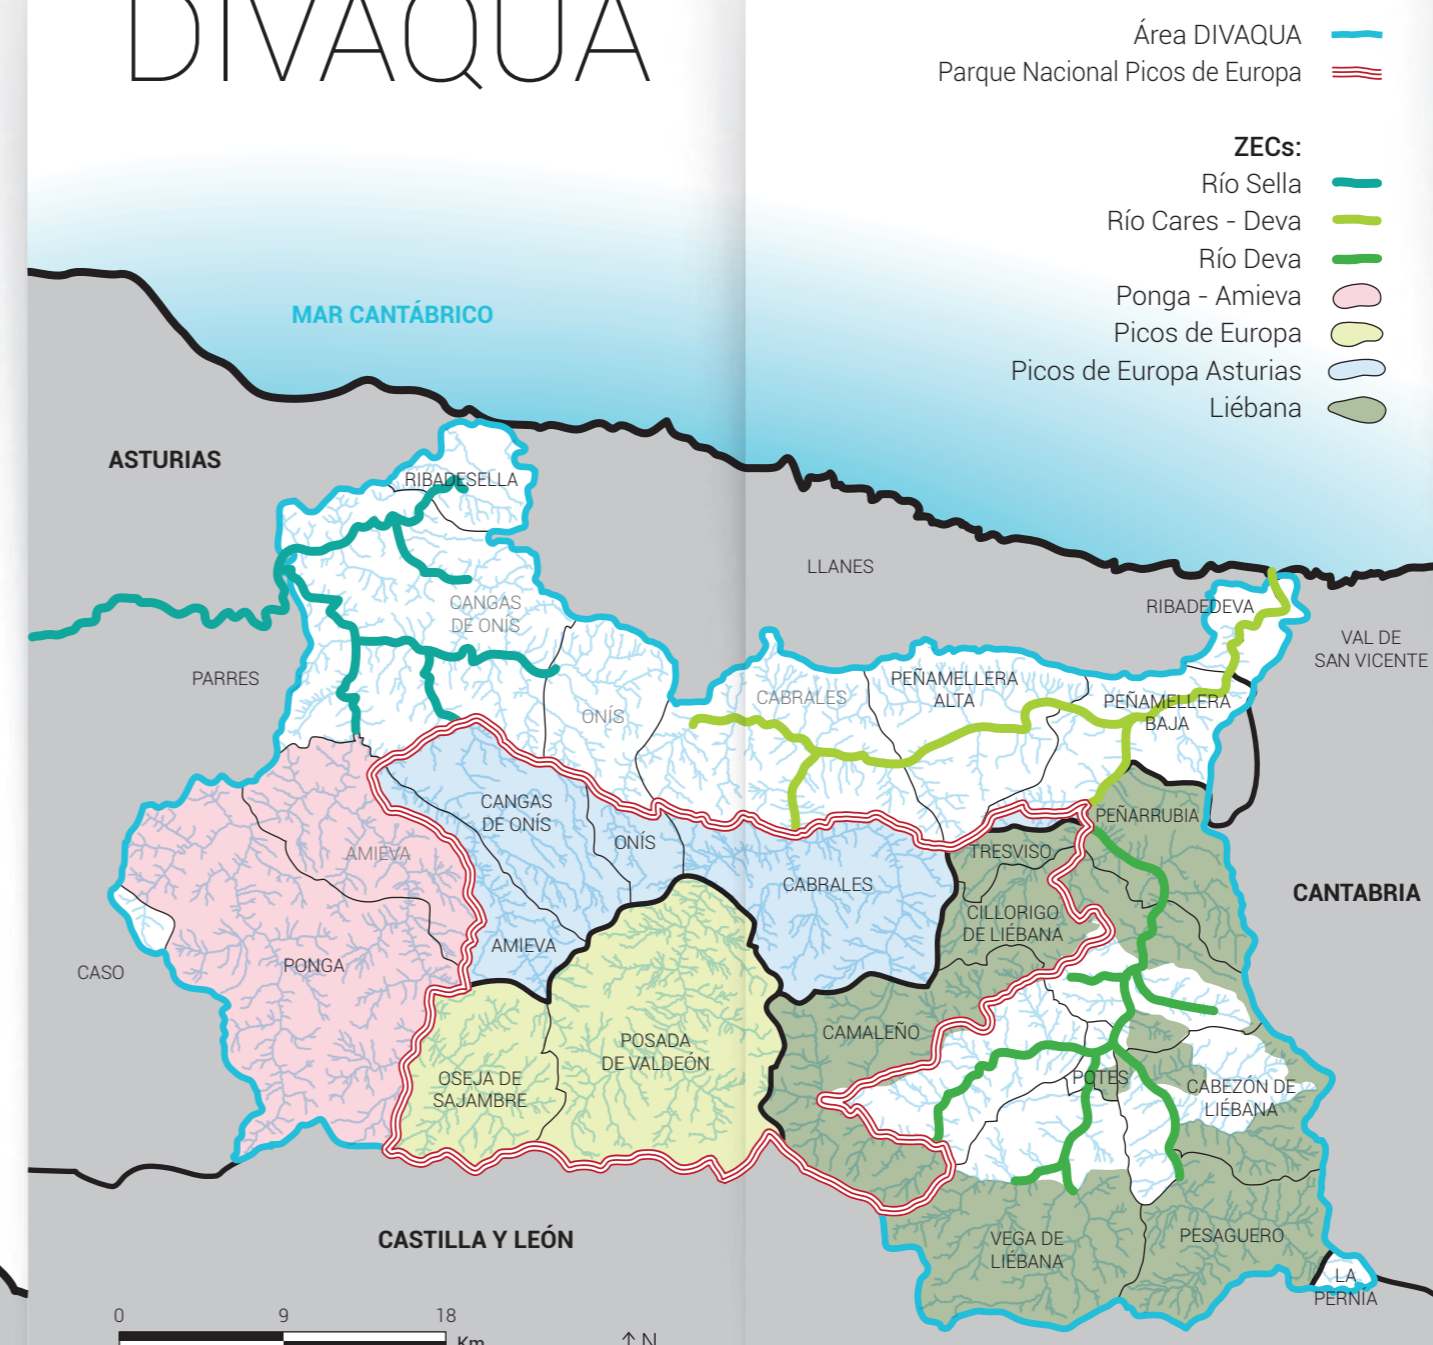 DIVAQUA
Área DIVAQUA
Parque Nacional Picos de Europa
ZECs:
Río Sella
Río Cares - Deva
Río Deva
Ponga - Amieva
Picos de Europa
Picos de Europa Asturias
Liébana
MAR CANTÁBRICO
ASTURIAS
RIBADESELLA
LLANES
CANGAS
DE ONÍS
RIBADEDEVA
VAL DE
SAN VICENTE
PARRES
ONÍS
CABRALES
PEÑAMELLERA
ALTA
PEÑAMELLERA
BAJA
CANGAS
DE ONÍS
ONÍS
AMIEVA
PEÑARRUBIA
TRESVISO
CABRALES
CANTABRIA
CILLORIGO
DE LIÉBANA
AMIEVA
PONGA
CASO
CAMALEÑO
POSADA
DE VALDEÓN
OSEJA DE
SAJAMBRE
POTES
CABEZÓN DE
LIÉBANA
CASTILLA Y LEÓN
VEGA DE
LIÉBANA
PESAGUERO
LA
PERNÍA
0 9 18
Km
↑ N